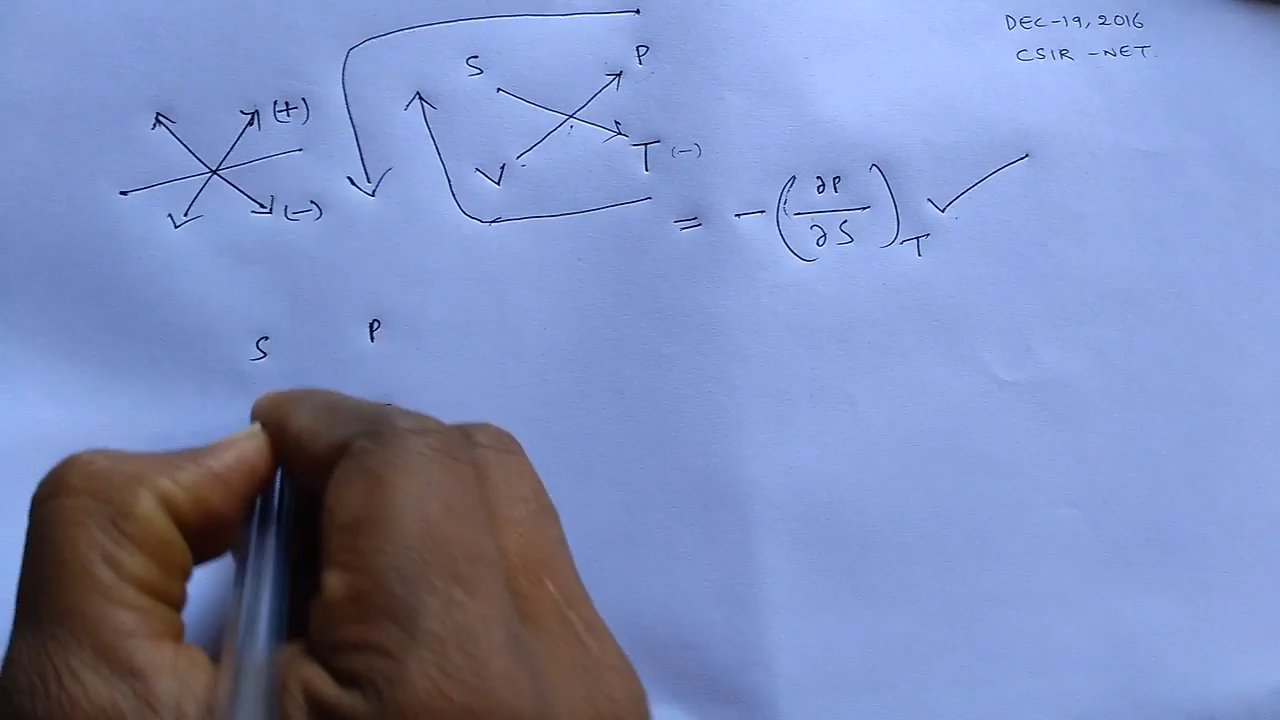 DEC-19, 2016
CSIR -NET.
S P
(+)
V T (-)
(-)
= - (∂P/∂S)T
S P